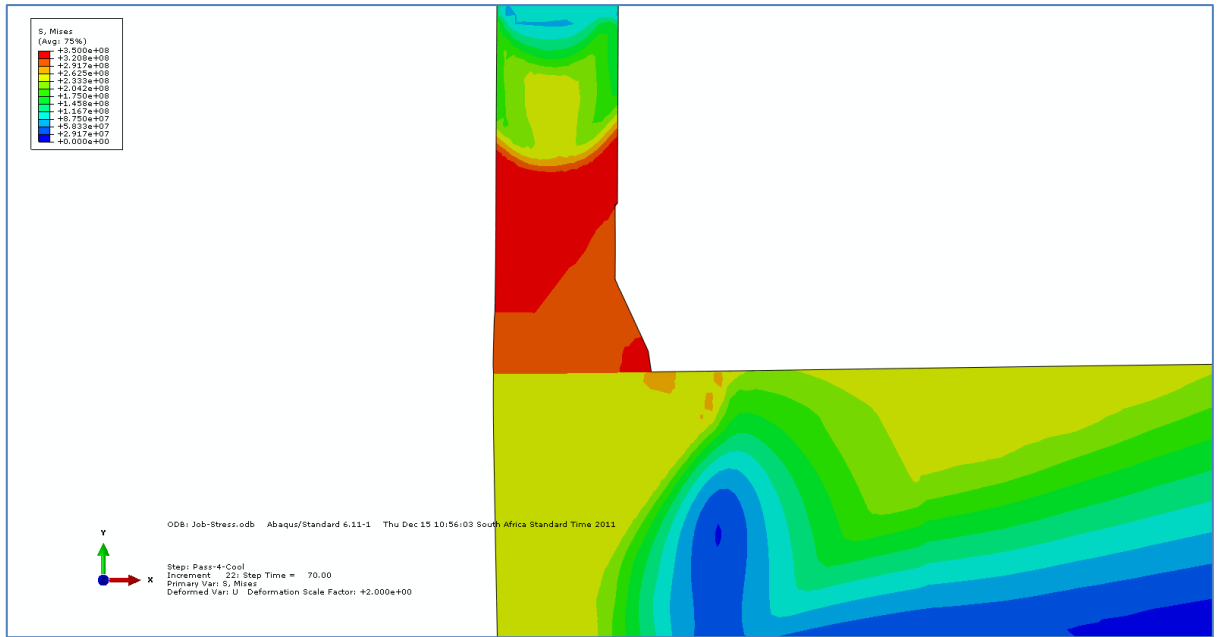 S, Mises
(Avg: 75%)
+3.500e+08
+3.208e+08
+2.917e+08
+2.625e+08
+2.333e+08
+2.042e+08
+1.750e+08
+1.458e+08
+1.167e+08
+8.750e+07
+5.833e+07
+2.917e+07
+0.000e+00
ODB: Job-Stress.odb Abaqus/Standard 6.11-1 Thu Dec 15 10:56:03 South Africa Standard Time 2011
Y
X
Step: Pass-4-Cool
Increment 22: Step Time = 70.00
Primary Var: S, Mises
Deformed Var: U Deformation Scale Factor: +2.000e+00